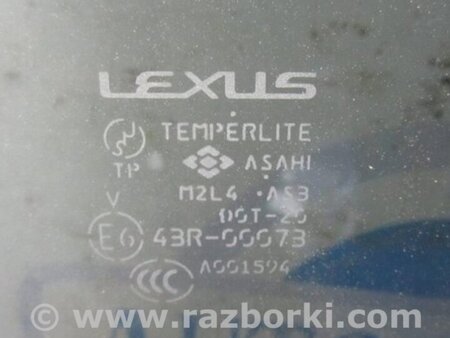 LEXUS
TEMPERLITE
TP ASAHI
M2L4 ·AS3
V DOT-20
E6 43R-00073
A001594
CCC
© www.razborki.com